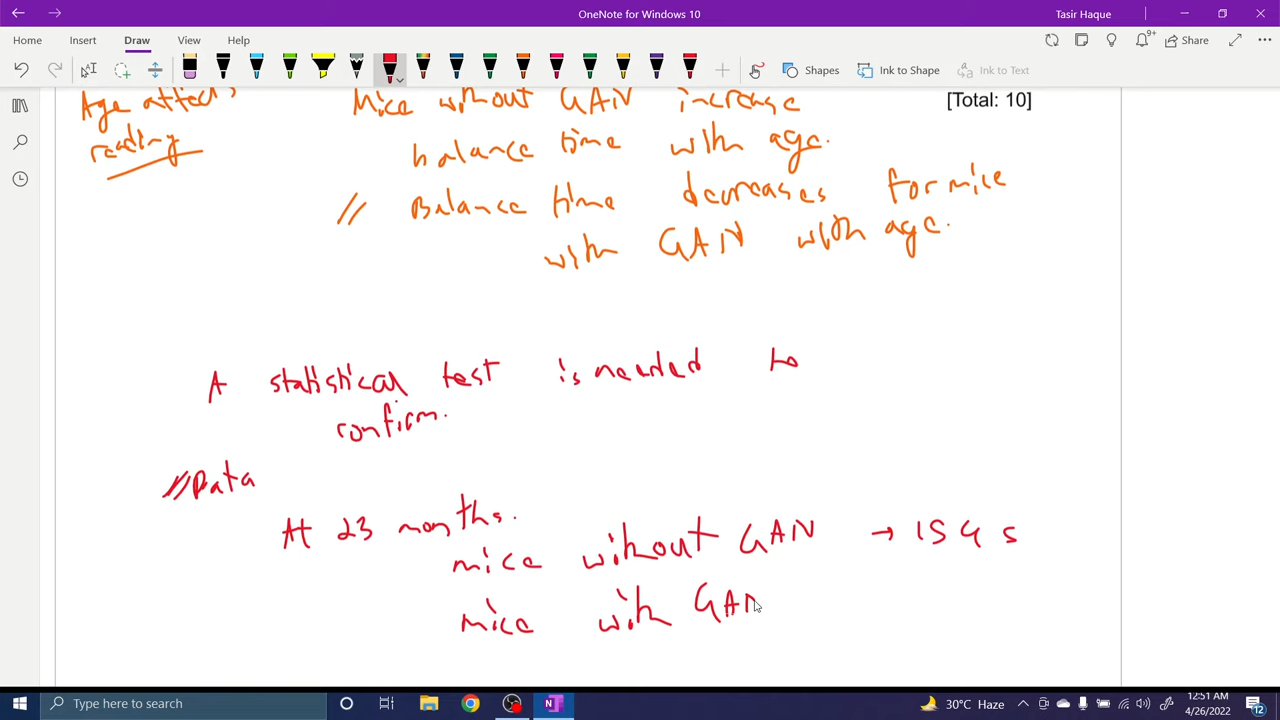 OneNote for Windows 10
Tasir Haque
Home Insert Draw View Help
Share
Shapes Ink to Shape Ink to Text
Age affects
reading
Mice without GAN increase
balance time with age.
// Balance time decreases for mice
with GAN with age.
[Total: 10]
A statistical test is needed to
confirm.
// Data
At 23 months.
mice without GAN → 154 s
mice with GAN
Type here to search
30°C Haze
12:51 AM
4/26/2022
12